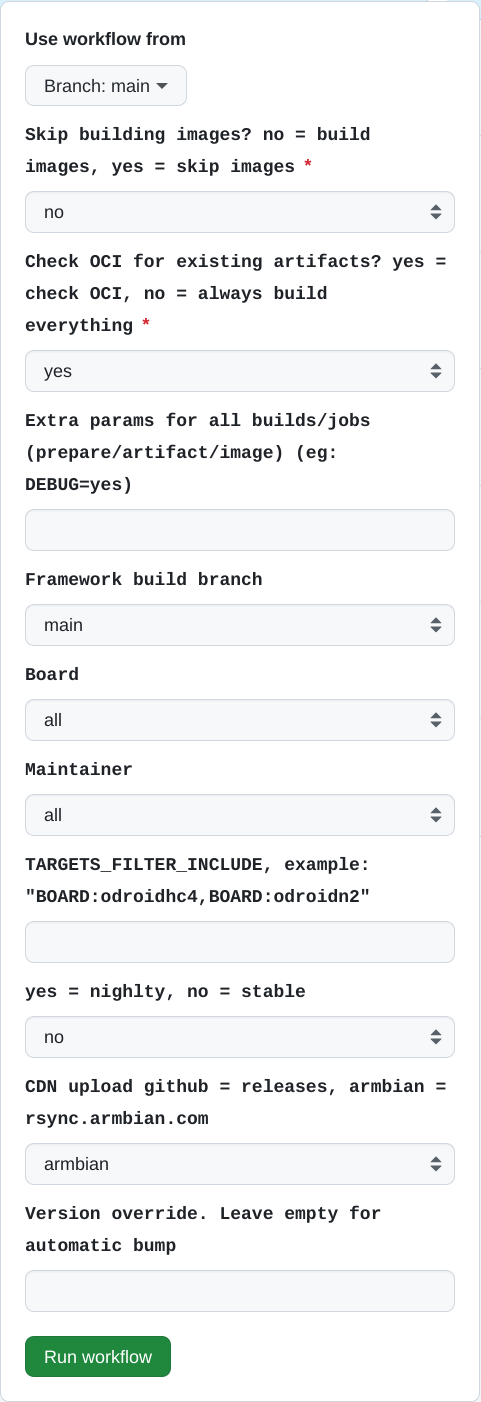 Use workflow from
Branch: main
Skip building images? no = build
images, yes = skip images *
no
Check OCI for existing artifacts? yes =
check OCI, no = always build
everything *
yes
Extra params for all builds/jobs
(prepare/artifact/image) (eg:
DEBUG=yes)
Framework build branch
main
Board
all
Maintainer
all
TARGETS_FILTER_INCLUDE, example:
"BOARD:odroidhc4,BOARD:odroidn2"
yes = nighlty, no = stable
no
CDN upload github = releases, armbian =
rsync.armbian.com
armbian
Version override. Leave empty for
automatic bump
Run workflow